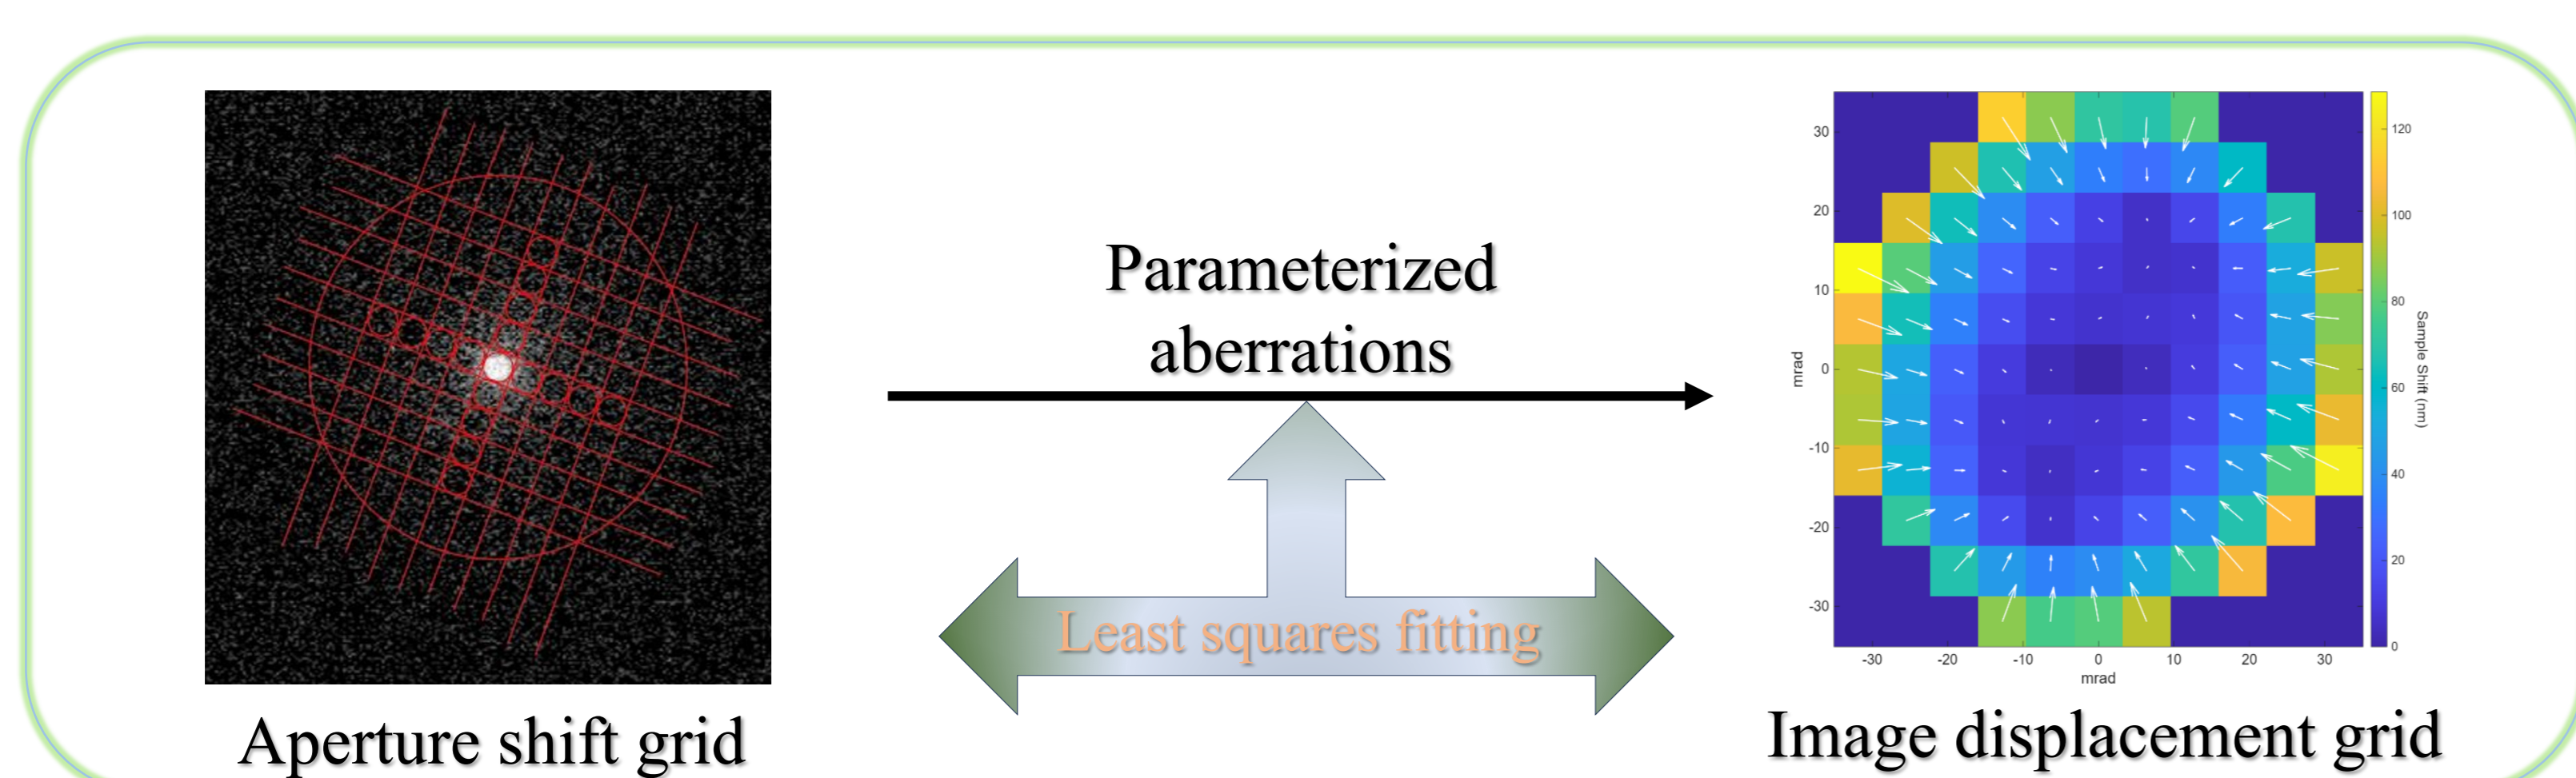 Parameterized
aberrations
Least squares fitting
Aperture shift grid
30
20
10
0
-10
-20
-30
mrad
-30 -20 -10 0 10 20 30
mrad
120
100
80
60
40
20
0
Sample Shift (nm)
Image displacement grid